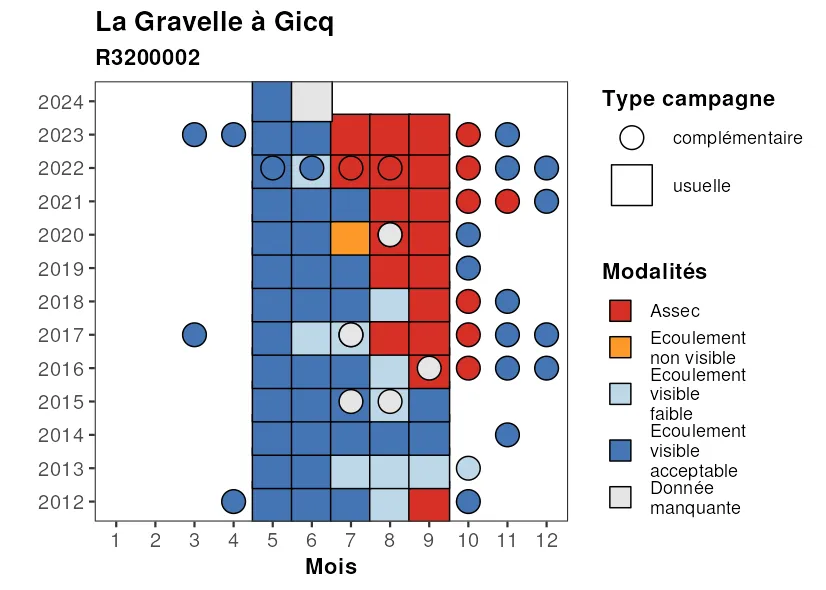 La Gravelle à Gicq
R3200002
2024
2023
2022
2021
2020
2019
2018
2017
2016
2015
2014
2013
2012
1 2 3 4 5 6 7 8 9 10 11 12
Mois
Type campagne
complémentaire
usuelle
Modalités
Assec
Ecoulement
non visible
Ecoulement
visible
faible
Ecoulement
visible
acceptable
Donnée
manquante